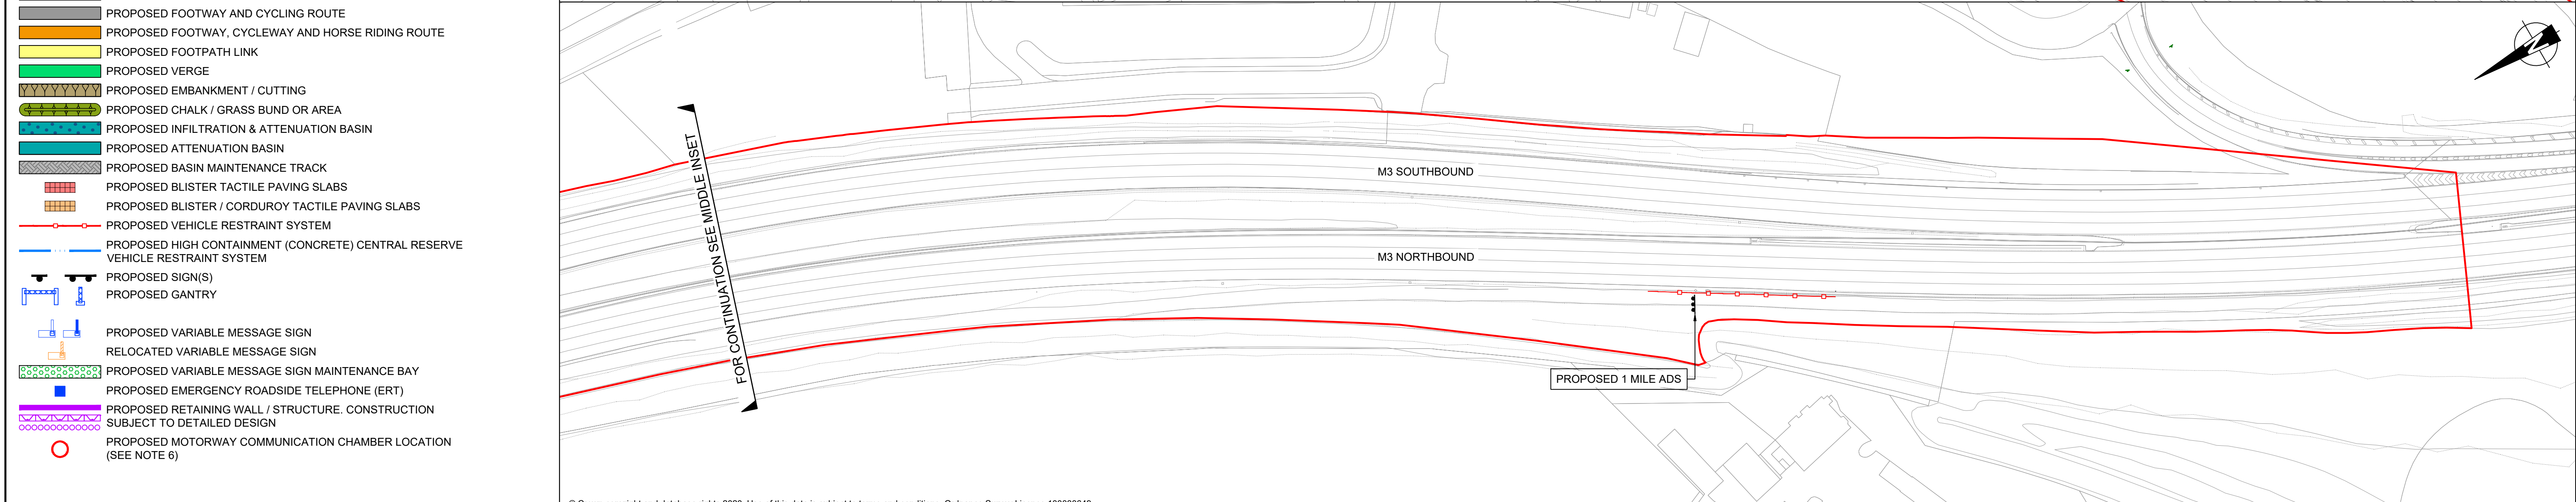 PROPOSED FOOTWAY AND CYCLING ROUTE
PROPOSED FOOTWAY, CYCLEWAY AND HORSE RIDING ROUTE
PROPOSED FOOTPATH LINK
PROPOSED VERGE
PROPOSED EMBANKMENT / CUTTING
PROPOSED CHALK / GRASS BUND OR AREA
PROPOSED INFILTRATION & ATTENUATION BASIN
PROPOSED ATTENUATION BASIN
PROPOSED BASIN MAINTENANCE TRACK
PROPOSED BLISTER TACTILE PAVING SLABS
PROPOSED BLISTER / CORDUROY TACTILE PAVING SLABS
PROPOSED VEHICLE RESTRAINT SYSTEM
PROPOSED HIGH CONTAINMENT (CONCRETE) CENTRAL RESERVE
VEHICLE RESTRAINT SYSTEM
PROPOSED SIGN(S)
PROPOSED GANTRY
PROPOSED VARIABLE MESSAGE SIGN
RELOCATED VARIABLE MESSAGE SIGN
PROPOSED VARIABLE MESSAGE SIGN MAINTENANCE BAY
PROPOSED EMERGENCY ROADSIDE TELEPHONE (ERT)
PROPOSED RETAINING WALL / STRUCTURE. CONSTRUCTION
SUBJECT TO DETAILED DESIGN
PROPOSED MOTORWAY COMMUNICATION CHAMBER LOCATION
(SEE NOTE 6)
FOR CONTINUATION SEE MIDDLE INSET
M3 SOUTHBOUND
M3 NORTHBOUND
PROPOSED 1 MILE ADS
N